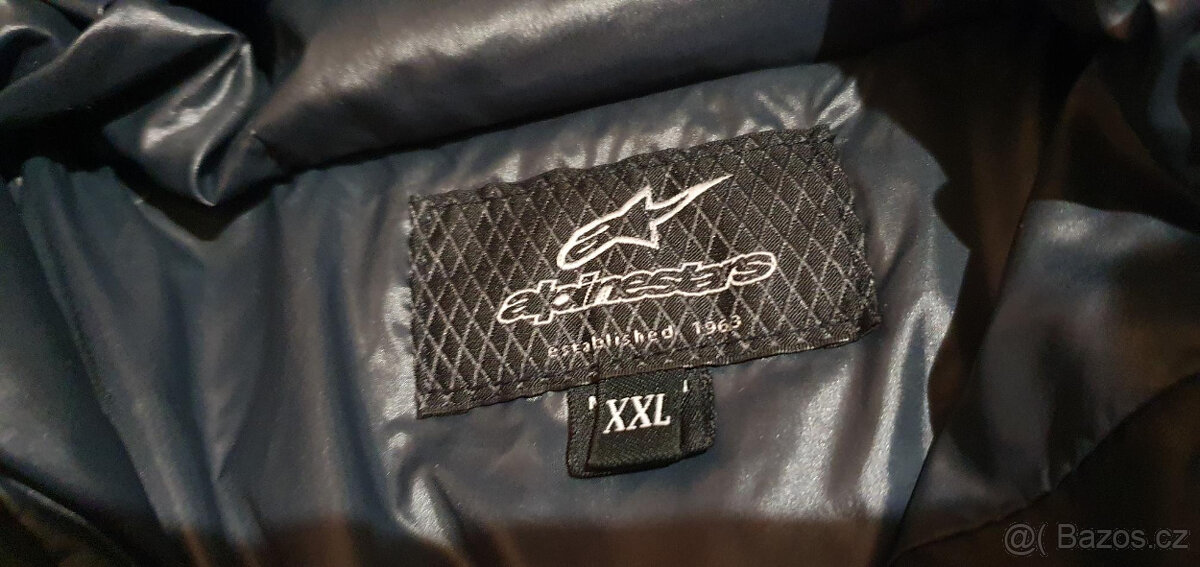 alpinestars
established 1963
XXL
@( Bazos.cz